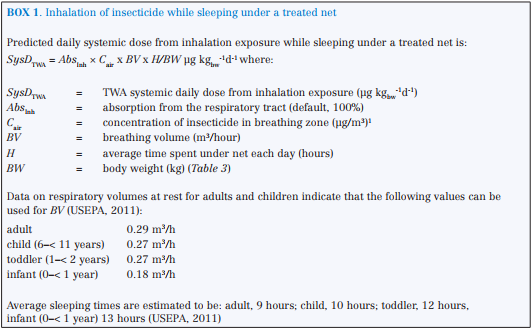 BOX 1. Inhalation of insecticide while sleeping under a treated net
Predicted daily systemic dose from inhalation exposure while sleeping under a treated net is:
SysD_TWA = Abs_Inh × C_air x BV x H/BW µg kg_bw⁻¹d⁻¹ where:
SysD_TWA = TWA systemic daily dose from inhalation exposure (µg kg_bw⁻¹d⁻¹)
Abs_Inh = absorption from the respiratory tract (default, 100%)
C_air = concentration of insecticide in breathing zone (µg/m³)¹
BV = breathing volume (m³/hour)
H = average time spent under net each day (hours)
BW = body weight (kg) (Table 3)
Data on respiratory volumes at rest for adults and children indicate that the following values can be
used for BV (USEPA, 2011):
adult 0.29 m³/h
child (6–< 11 years) 0.27 m³/h
toddler (1–< 2 years) 0.27 m³/h
infant (0–< 1 year) 0.18 m³/h
Average sleeping times are estimated to be: adult, 9 hours; child, 10 hours; toddler, 12 hours,
infant (0–< 1 year) 13 hours (USEPA, 2011)